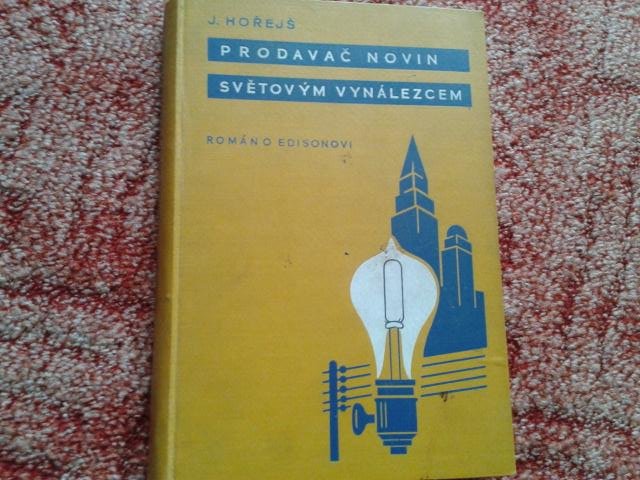 J. HOŘEJŠ
PRODAVAČ NOVIN
SVĚTOVÝM VYNÁLEZCEM
ROMÁN O EDISONOVI